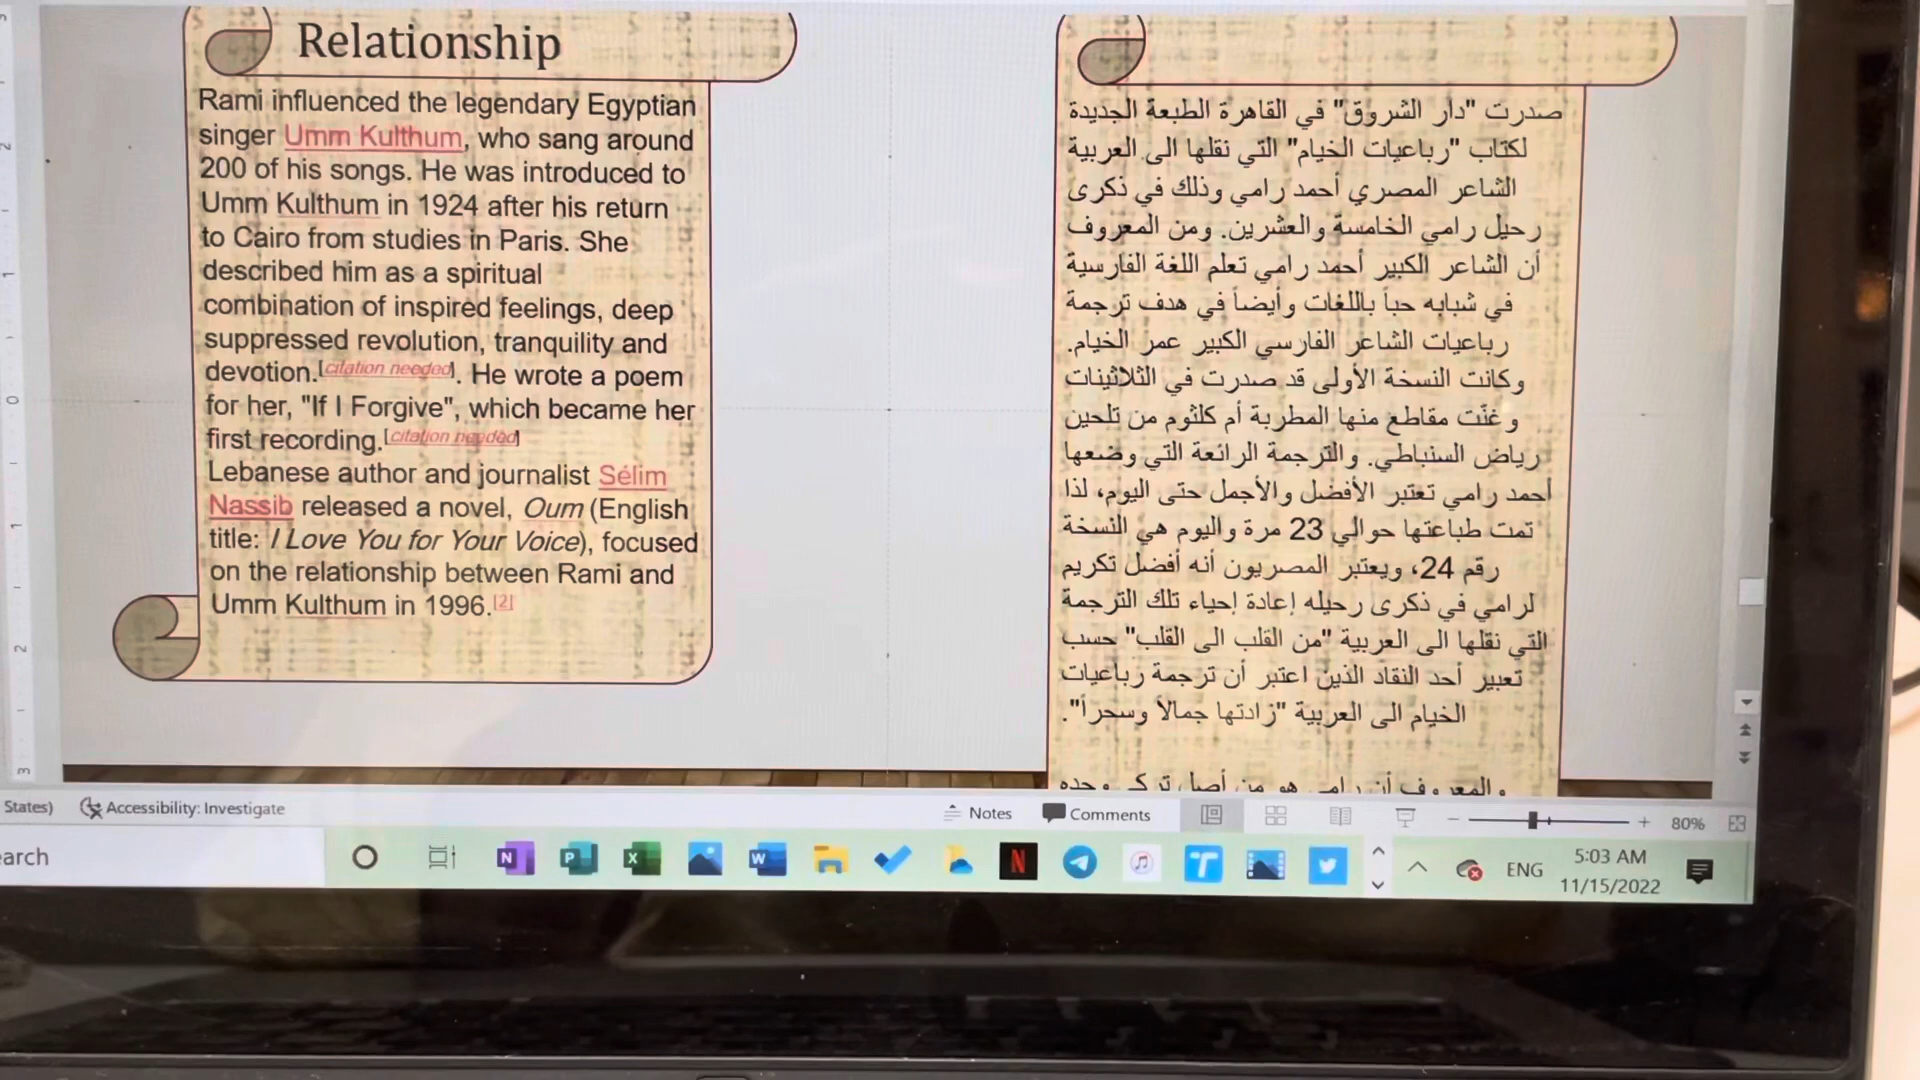 Relationship
Rami influenced the legendary Egyptian
singer Umm Kulthum, who sang around
200 of his songs. He was introduced to
Umm Kulthum in 1924 after his return
to Cairo from studies in Paris. She
described him as a spiritual
combination of inspired feelings, deep
suppressed revolution, tranquility and
devotion.[citation needed]. He wrote a poem
for her, "If I Forgive", which became her
first recording.[citation needed]
Lebanese author and journalist Sélim
Nassib released a novel, Oum (English
title: I Love You for Your Voice), focused
on the relationship between Rami and
Umm Kulthum in 1996.[2]
صدرت "دار الشروق" في القاهرة الطبعة الجديدة
لكتاب "رباعيات الخيام" التي نقلها الى العربية
الشاعر المصري أحمد رامي وذلك في ذكرى
رحيل رامي الخامسة والعشرين. ومن المعروف
أن الشاعر الكبير أحمد رامي تعلم اللغة الفارسية
في شبابه حباً باللغات وأيضاً في هدف ترجمة
رباعيات الشاعر الفارسي الكبير عمر الخيام.
وكانت النسخة الأولى قد صدرت في الثلاثينات
وغنّت مقاطع منها المطربة أم كلثوم من تلحين
رياض السنباطي. والترجمة الرائعة التي وضعها
أحمد رامي تعتبر الأفضل والأجمل حتى اليوم، لذا
تمت طباعتها حوالي 23 مرة واليوم هي النسخة
رقم 24، ويعتبر المصريون أنه أفضل تكريم
لرامي في ذكرى رحيله إعادة إحياء تلك الترجمة
التي نقلها الى العربية "من القلب الى القلب" حسب
تعبير أحد النقاد الذين اعتبر أن ترجمة رباعيات
الخيام الى العربية "زادتها جمالاً وسحراً".
والمعروف أن رامي هو من أصل تركي وجده
States) Accessibility: Investigate Notes Comments 80%
earch ENG 5:03 AM
11/15/2022